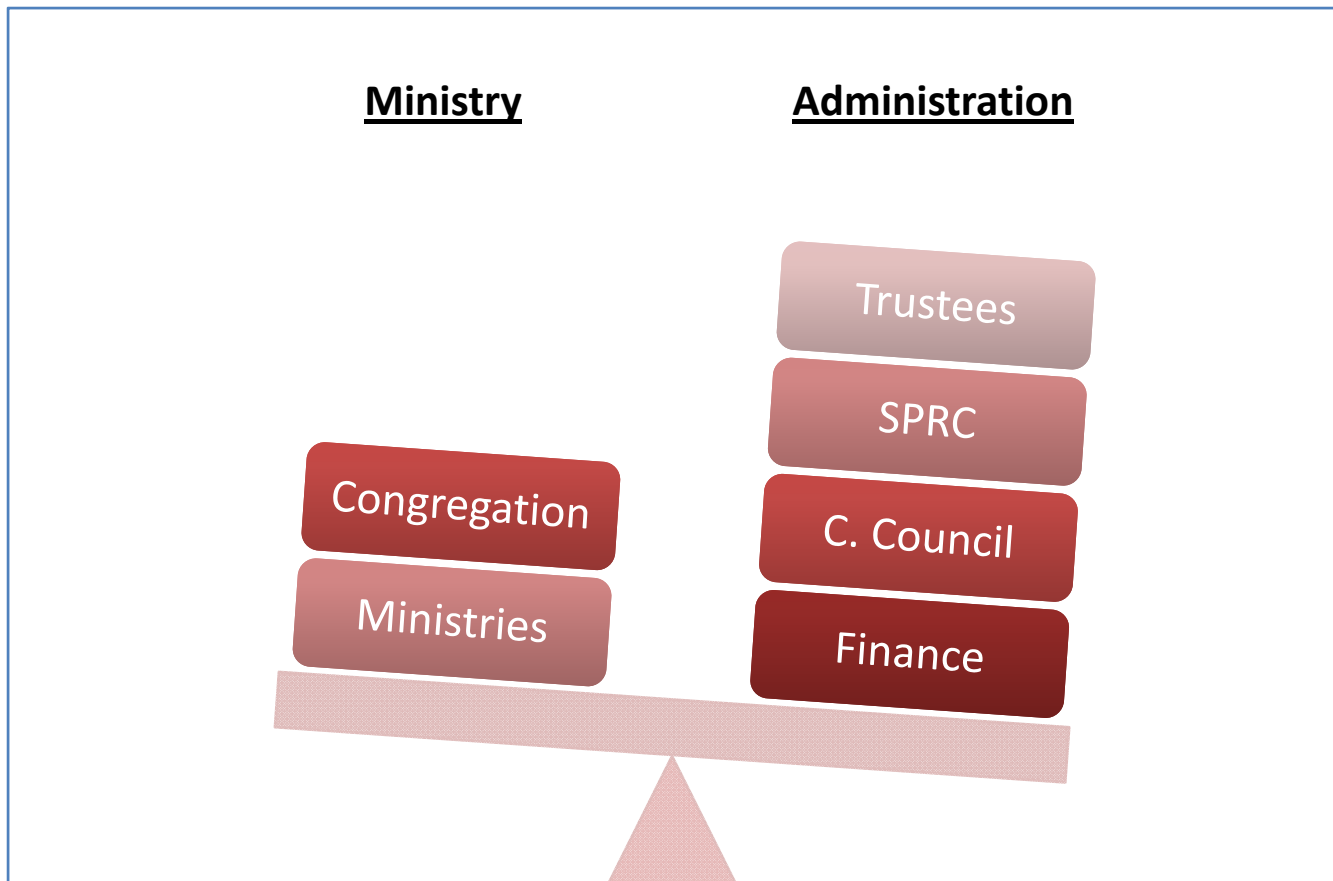 Ministry
Administration
Trustees
SPRC
Congregation
C. Council
Ministries
Finance